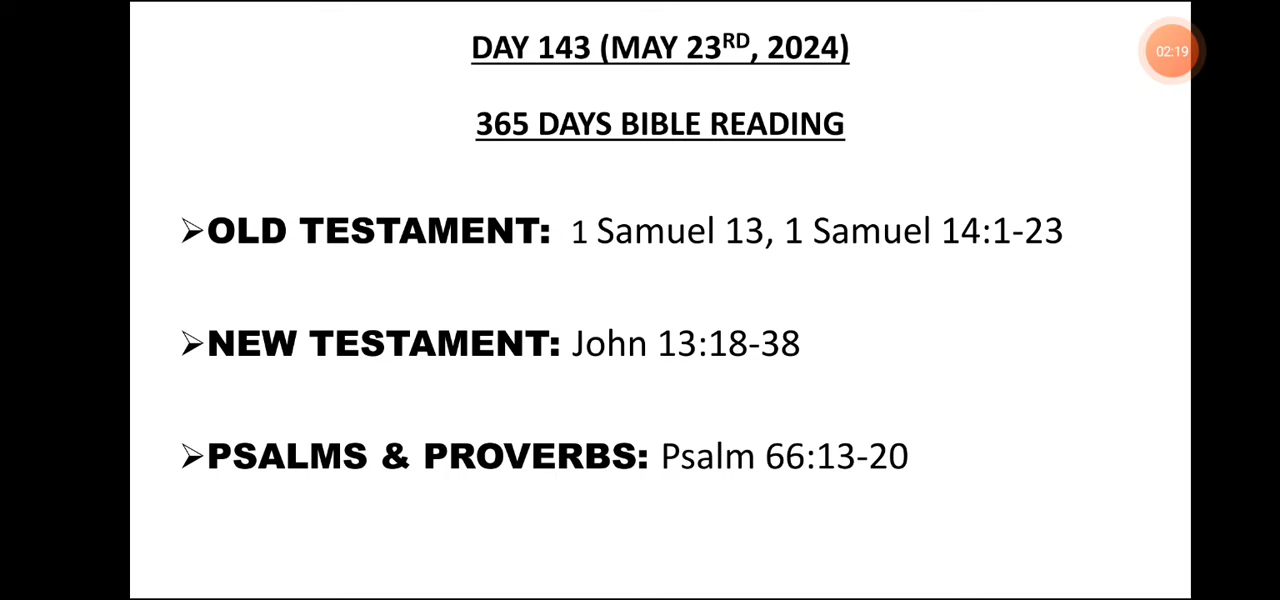 DAY 143 (MAY 23RD, 2024)
02:19
365 DAYS BIBLE READING
➢OLD TESTAMENT: 1 Samuel 13, 1 Samuel 14:1-23
➢NEW TESTAMENT: John 13:18-38
➢PSALMS & PROVERBS: Psalm 66:13-20